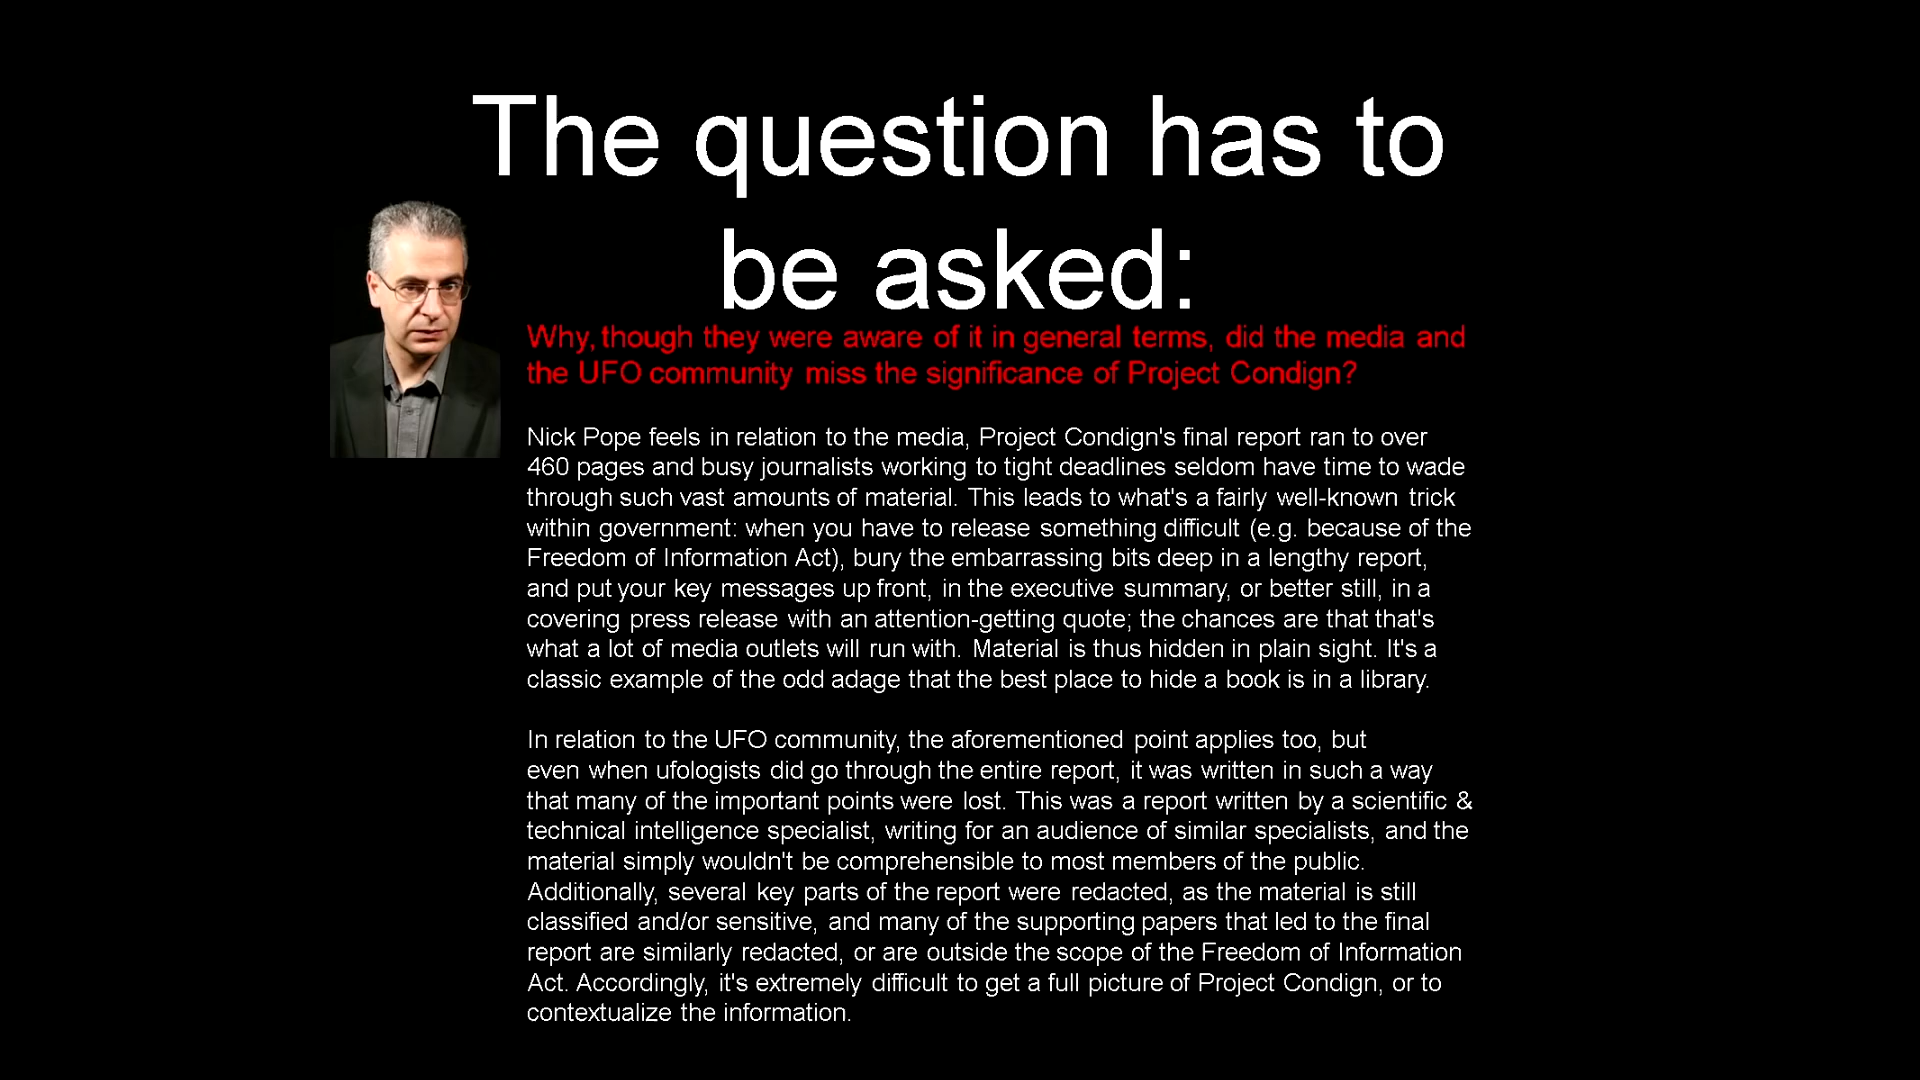 The question has to
be asked:
Why, though they were aware of it in general terms, did the media and
the UFO community miss the significance of Project Condign?
Nick Pope feels in relation to the media, Project Condign's final report ran to over
460 pages and busy journalists working to tight deadlines seldom have time to wade
through such vast amounts of material. This leads to what's a fairly well-known trick
within government: when you have to release something difficult (e.g. because of the
Freedom of Information Act), bury the embarrassing bits deep in a lengthy report,
and put your key messages up front, in the executive summary, or better still, in a
covering press release with an attention-getting quote; the chances are that that's
what a lot of media outlets will run with. Material is thus hidden in plain sight. It's a
classic example of the odd adage that the best place to hide a book is in a library.
In relation to the UFO community, the aforementioned point applies too, but
even when ufologists did go through the entire report, it was written in such a way
that many of the important points were lost. This was a report written by a scientific &
technical intelligence specialist, writing for an audience of similar specialists, and the
material simply wouldn't be comprehensible to most members of the public.
Additionally, several key parts of the report were redacted, as the material is still
classified and/or sensitive, and many of the supporting papers that led to the final
report are similarly redacted, or are outside the scope of the Freedom of Information
Act. Accordingly, it's extremely difficult to get a full picture of Project Condign, or to
contextualize the information.